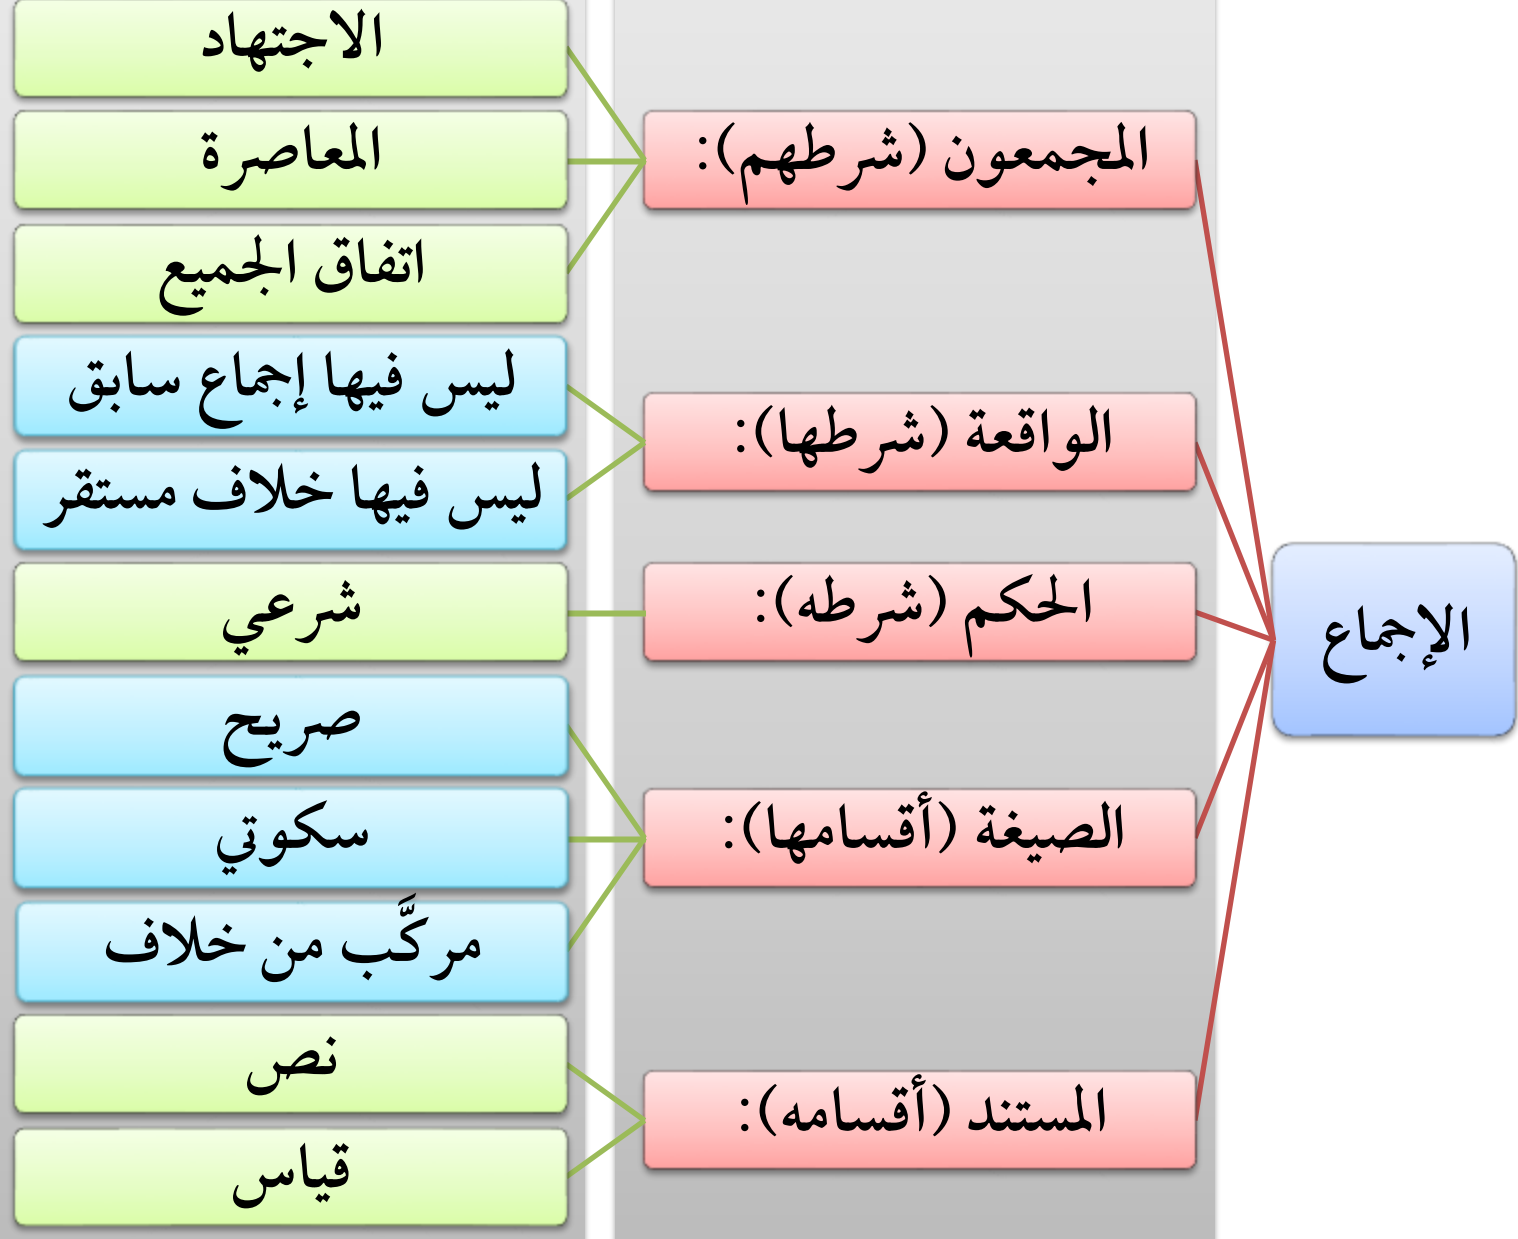 الإجماع
المجمعون (شرطهم):
الاجتهاد
المعاصرة
اتفاق الجميع
الواقعة (شرطها):
ليس فيها إجماع سابق
ليس فيها خلاف مستقر
الحكم (شرطه):
شرعي
الصيغة (أقسامها):
صريح
سكوتي
مركَّب من خلاف
المستند (أقسامه):
نص
قياس